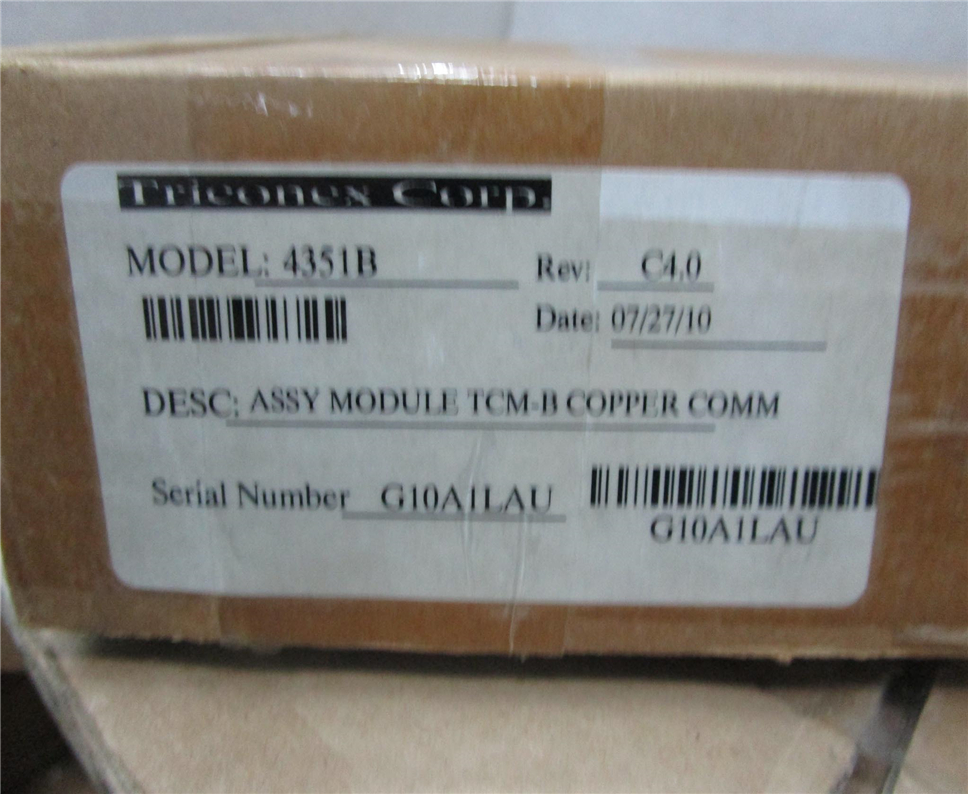 Triconex Corp.
MODEL: 4351B
Rev: C4.0
Date: 07/27/10
DESC: ASSY MODULE TCM-B COPPER COMM
Serial Number G10A1LAU
G10A1LAU